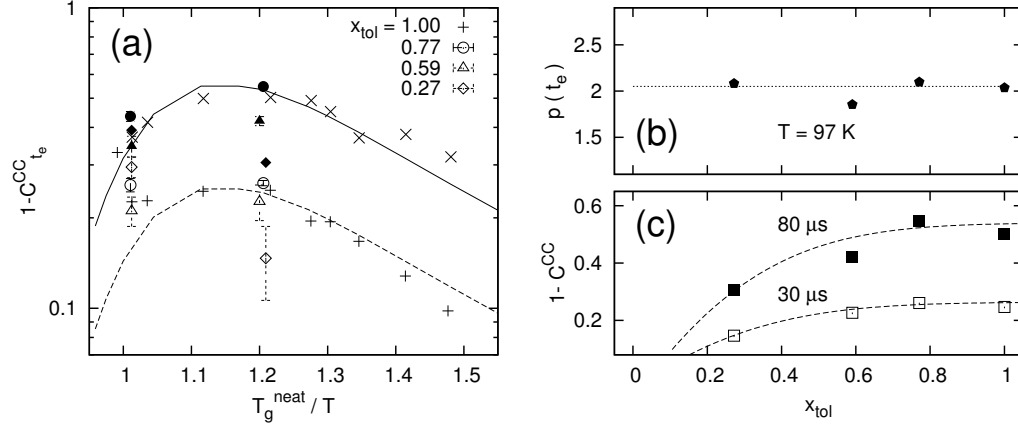 (a)
x_tol = 1.00
0.77
0.59
0.27
1
0.1
1-C^CC_t_e
1
1.1
1.2
1.3
1.4
1.5
T_g^neat / T
(b)
T = 97 K
2.5
2
1.5
p ( t_e )
(c)
80 μs
30 μs
0.6
0.4
0.2
1- C^CC
0
0.2
0.4
0.6
0.8
1
x_tol